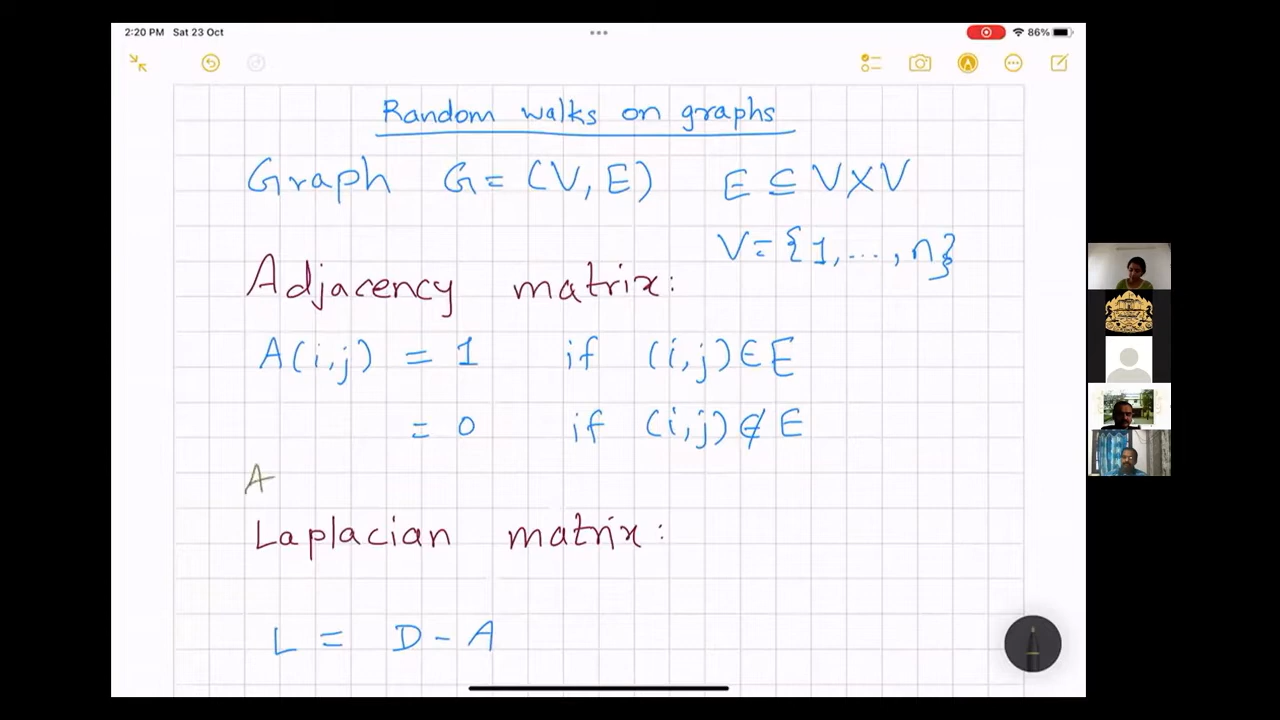 2:20 PM Sat 23 Oct
86%
Random walks on graphs
Graph G = (V, E) E ⊆ V X V
V = {1, ..., n}
Adjacency matrix:
A(i,j) = 1 if (i,j) ∈ E
= 0 if (i,j) ∉ E
A
Laplacian matrix:
L = D - A